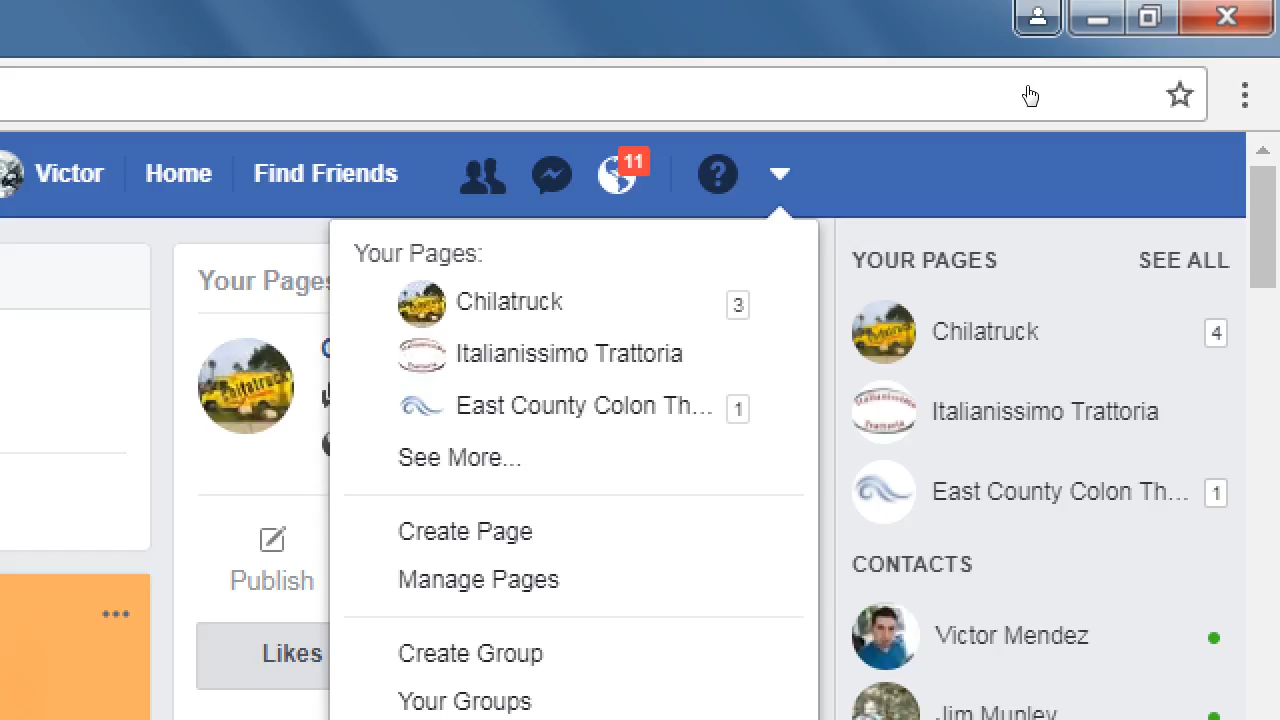 Victor
Home
Find Friends
11
?
Your Pages
Chilatruck
Publish
Likes
Your Pages:
Chilatruck 3
Italianissimo Trattoria
East County Colon Th... 1
See More...
Create Page
Manage Pages
Create Group
Your Groups
YOUR PAGES SEE ALL
Chilatruck 4
Italianissimo Trattoria
East County Colon Th... 1
CONTACTS
Victor Mendez
Jim Munley